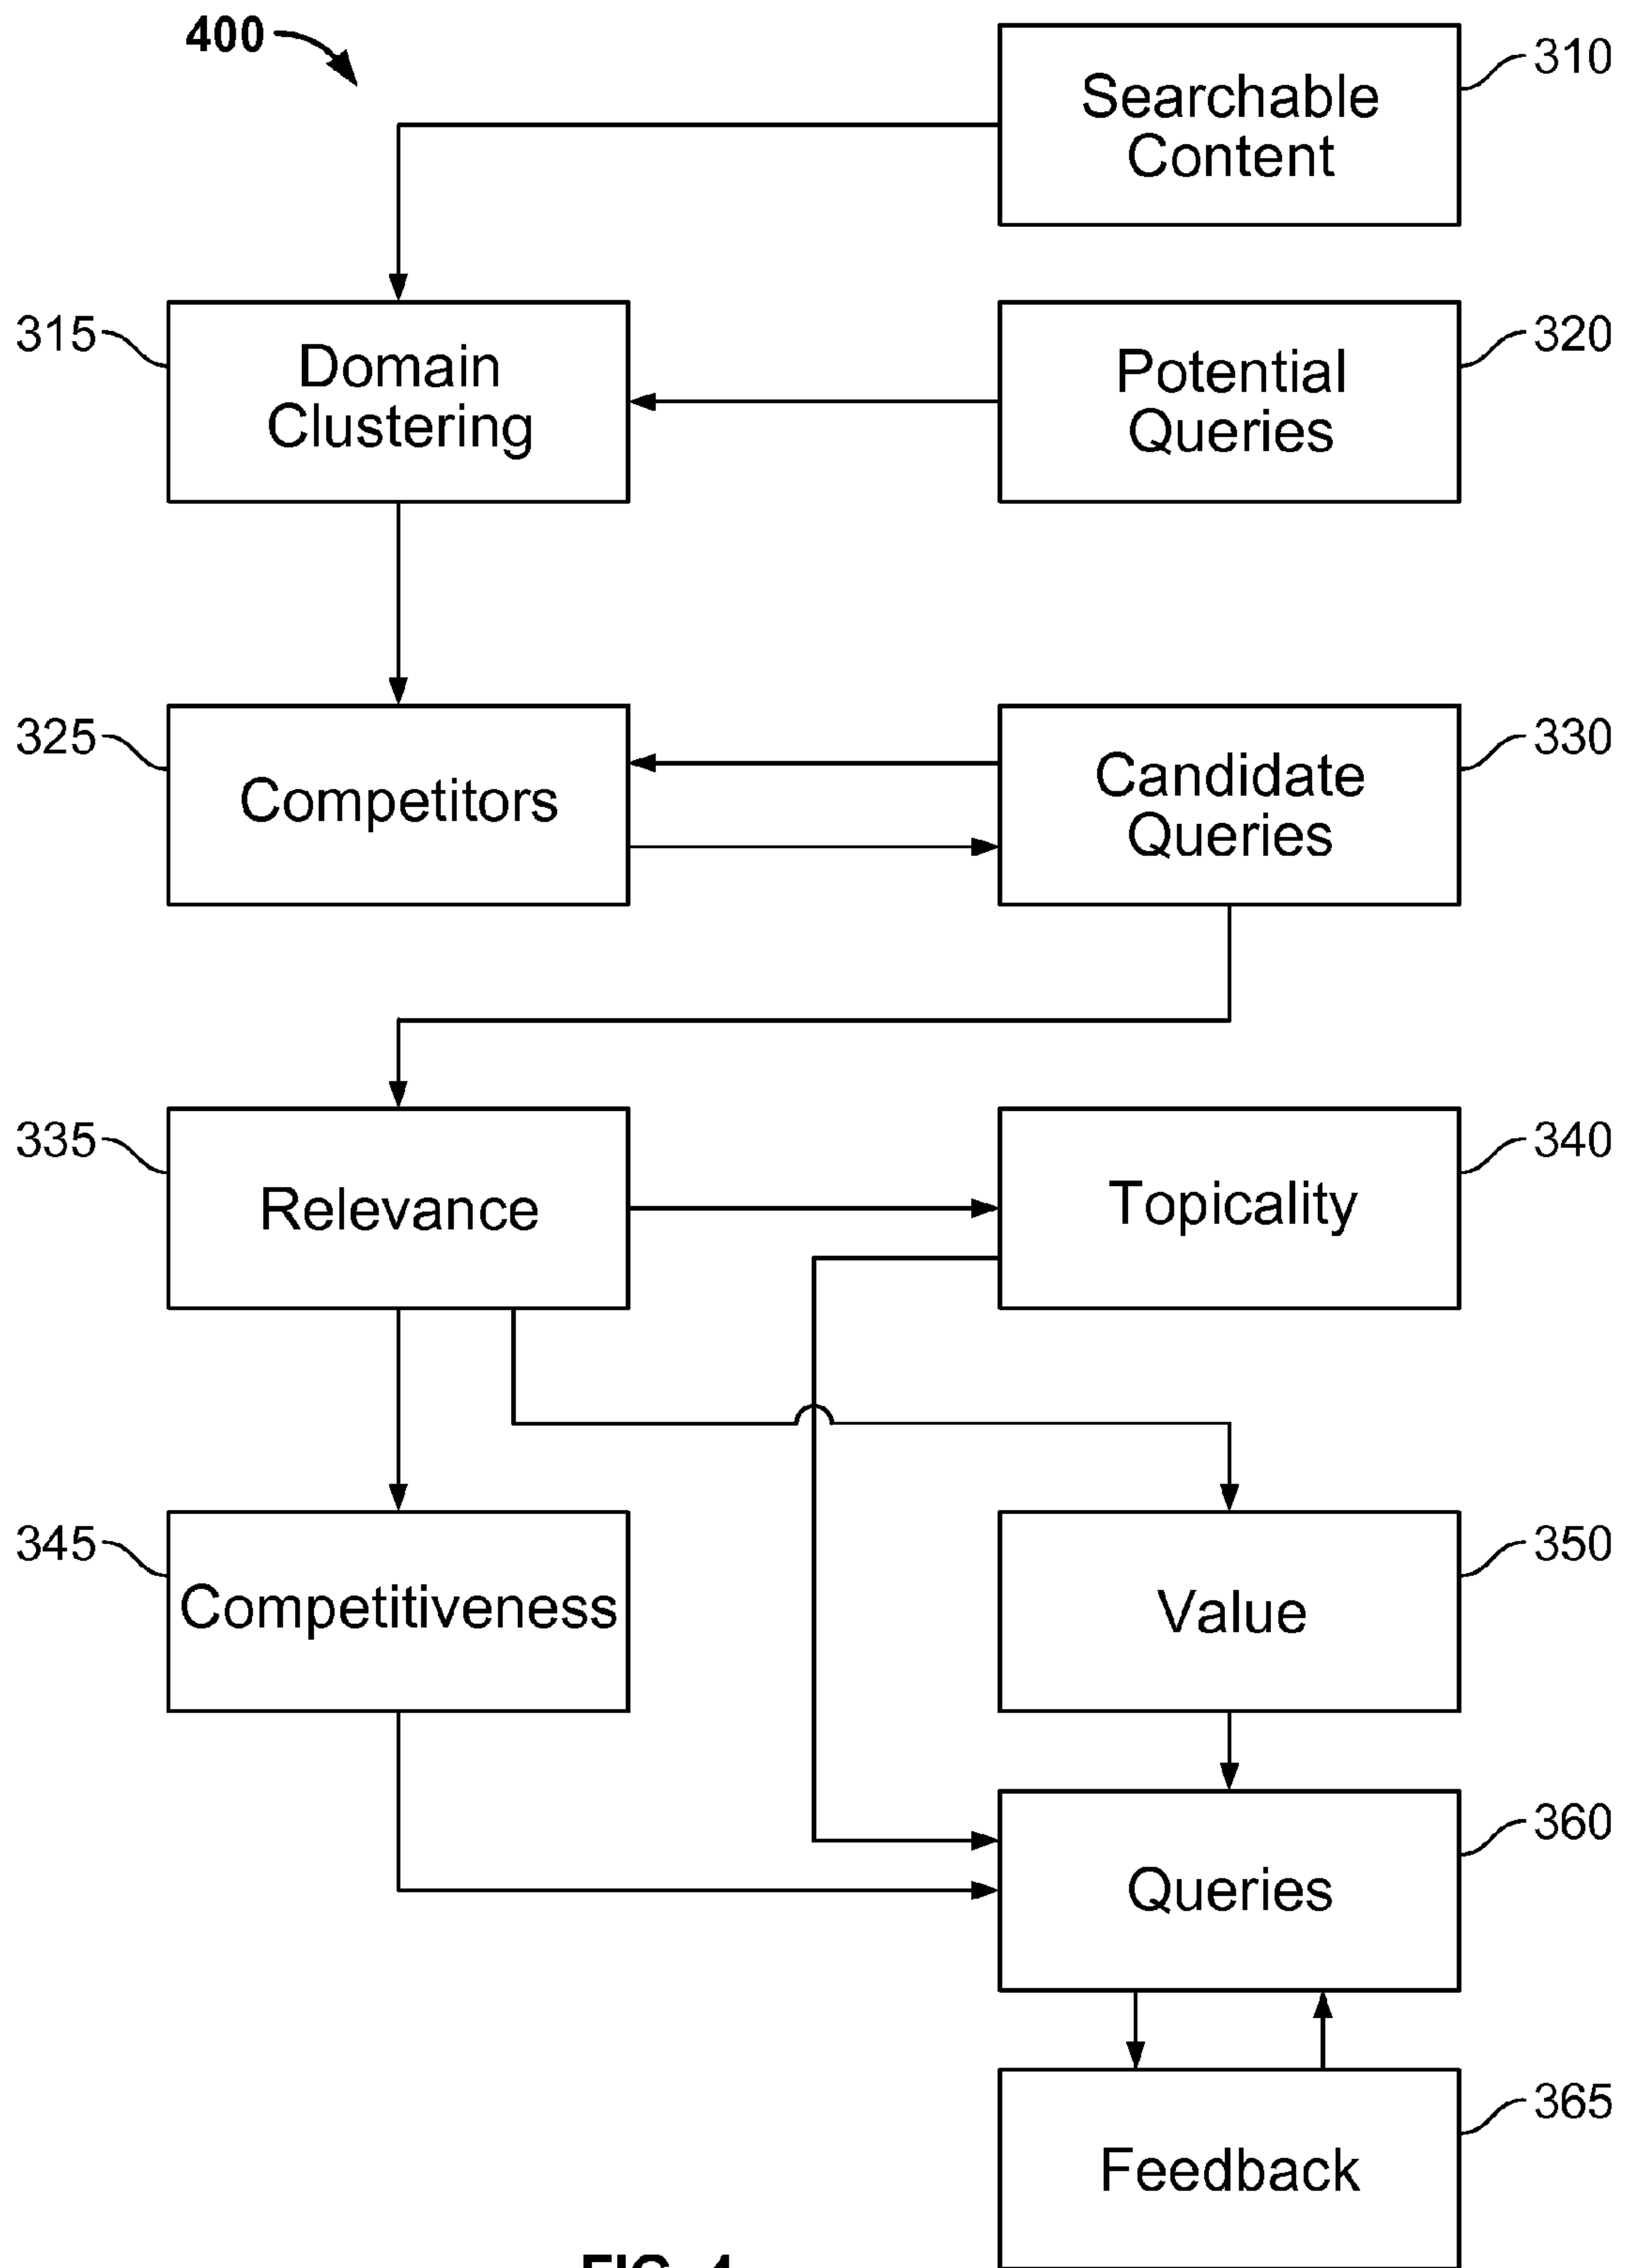 400
Searchable
Content
310
315
Domain
Clustering
Potential
Queries
320
325
Competitors
Candidate
Queries
330
335
Relevance
Topicality
340
345
Competitiveness
Value
350
Queries
360
Feedback
365